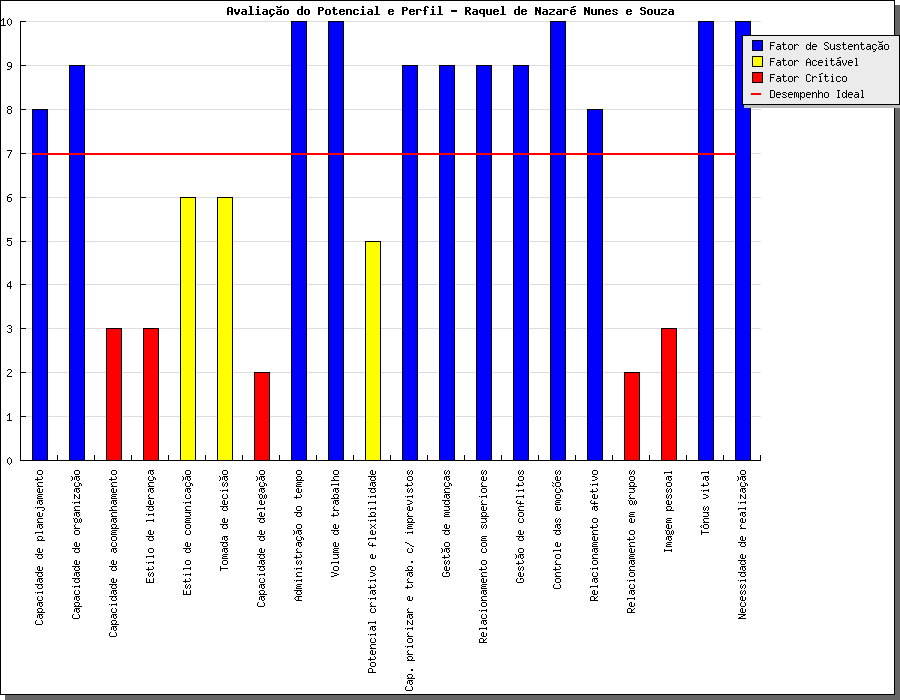 Avaliação do Potencial e Perfil - Raquel de Nazaré Nunes e Souza
Fator de Sustentação
Fator Aceitável
Fator Crítico
Desempenho Ideal
10
9
8
7
6
5
4
3
2
1
0
Capacidade de planejamento
Capacidade de organização
Capacidade de acompanhamento
Estilo de liderança
Estilo de comunicação
Tomada de decisão
Capacidade de delegação
Administração do tempo
Volume de trabalho
Potencial criativo e flexibilidade
Cap. priorizar e trab. c/ imprevistos
Gestão de mudanças
Relacionamento com superiores
Gestão de conflitos
Controle das emoções
Relacionamento afetivo
Relacionamento em grupos
Imagem pessoal
Tônus vital
Necessidade de realização